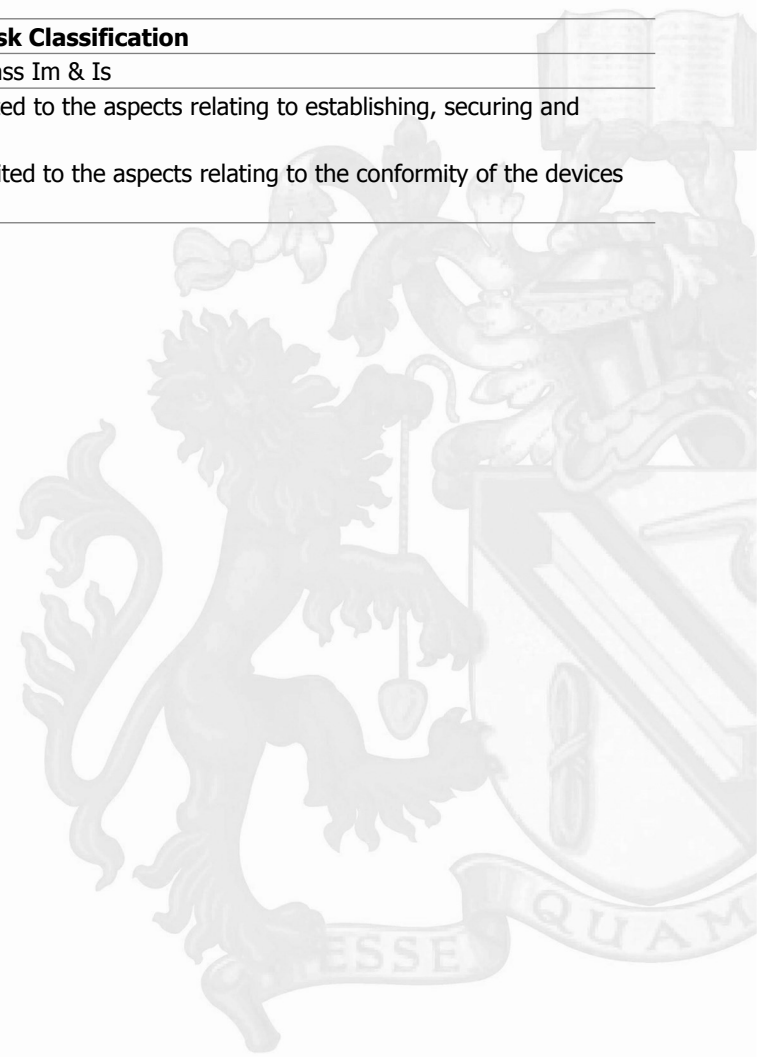 sk Classification
ass Im & Is
ted to the aspects relating to establishing, securing and
ited to the aspects relating to the conformity of the devices
ESSE QUAM